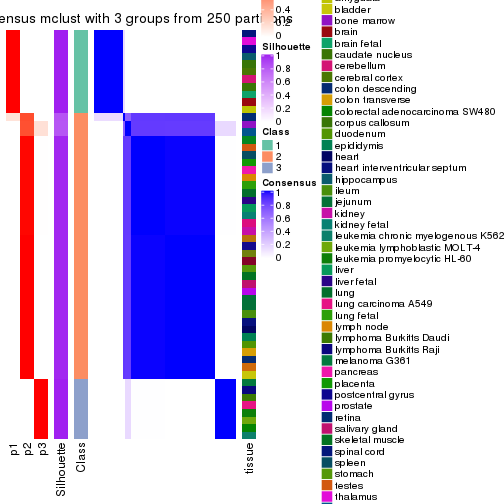 ensus mclust with 3 groups from 250 partitions
0.4
0.2
0
Silhouette
1
0.8
0.6
0.4
0.2
0
Class
1
2
3
Consensus
1
0.8
0.6
0.4
0.2
0
bladder
bone marrow
brain
brain fetal
caudate nucleus
cerebellum
cerebral cortex
colon descending
colon transverse
colorectal adenocarcinoma SW480
corpus callosum
duodenum
epididymis
heart
heart interventricular septum
hippocampus
ileum
jejunum
kidney
kidney fetal
leukemia chronic myelogenous K562
leukemia lymphoblastic MOLT-4
leukemia promyelocytic HL-60
liver
liver fetal
lung
lung carcinoma A549
lung fetal
lymph node
lymphoma Burkitts Daudi
lymphoma Burkitts Raji
melanoma G361
pancreas
placenta
postcentral gyrus
prostate
retina
salivary gland
skeletal muscle
spinal cord
spleen
stomach
testes
thalamus
p1
p2
p3
Silhouette
Class
tissue